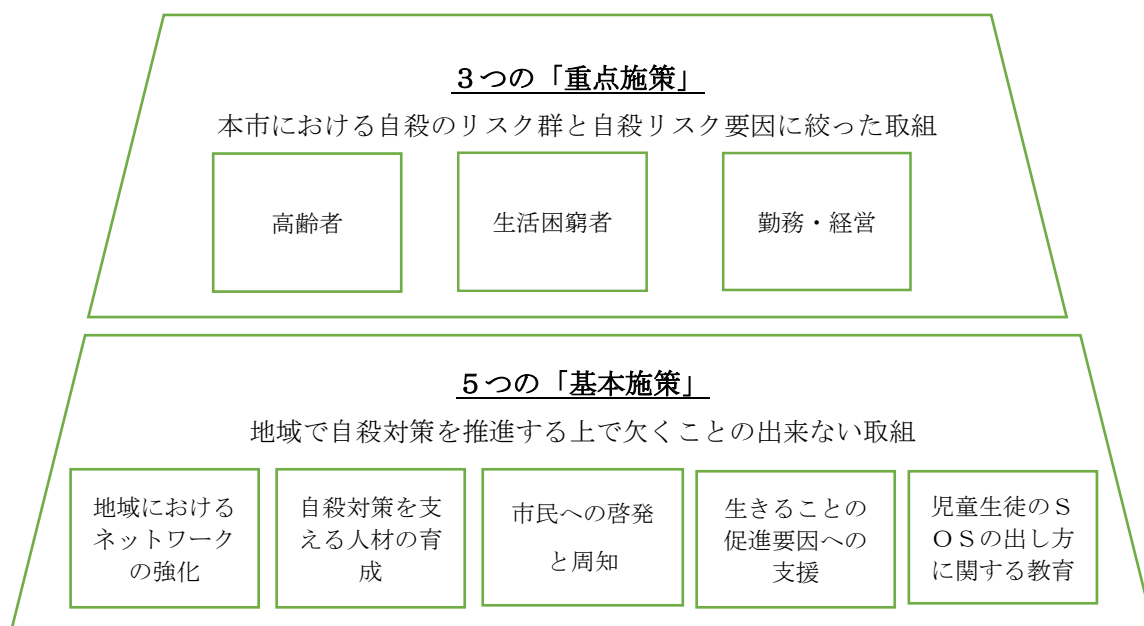 ３つの「重点施策」
本市における自殺のリスク群と自殺リスク要因に絞った取組
高齢者
生活困窮者
勤務・経営
５つの「基本施策」
地域で自殺対策を推進する上で欠くことの出来ない取組
地域における
ネットワーク
の強化
自殺対策を支
える人材の育
成
市民への啓発
と周知
生きることの
促進要因への
支援
児童生徒のＳ
ＯＳの出し方
に関する教育